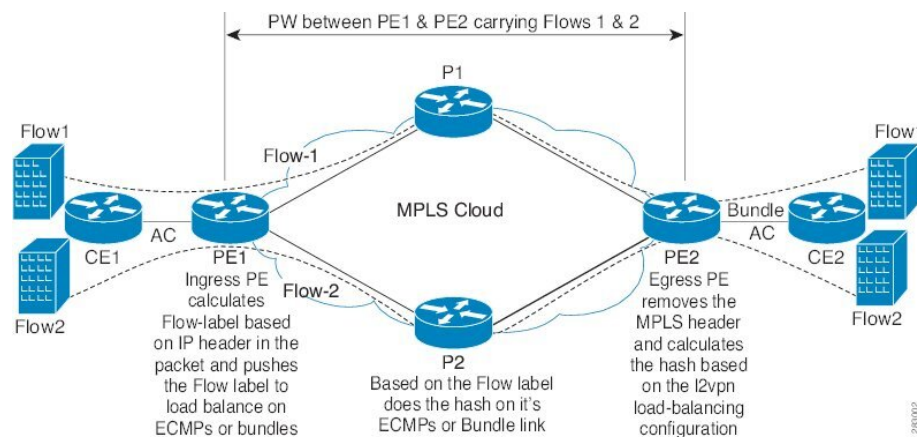 PW between PE1 & PE2 carrying Flows 1 & 2
P1
Flow1
Flow-1
Flow1
MPLS Cloud
Bundle
AC
AC
CE1
PE1
PE2
CE2
Flow2
Flow-2
Flow2
Ingress PE
calculates
Flow-label based
on IP header in the
packet and pushes
the Flow label to
load balance on
ECMPs or bundles
P2
Based on the Flow label
does the hash on it's
ECMPs or Bundle link
Egress PE
removes the
MPLS header
and calculates
the hash based
on the l2vpn
load-balancing
configuration